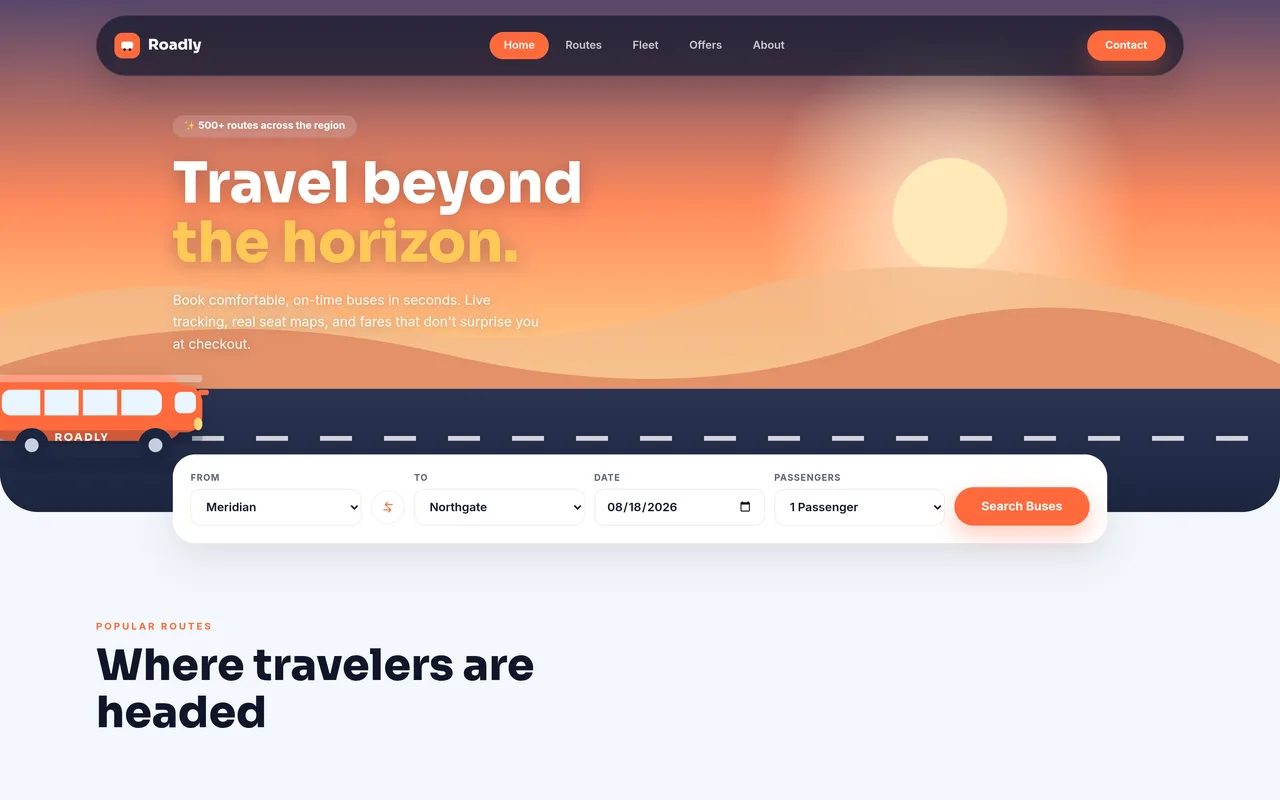 Roadly
Home
Routes
Fleet
Offers
About
Contact
✨ 500+ routes across the region
Travel beyond
the horizon.
Book comfortable, on-time buses in seconds. Live
tracking, real seat maps, and fares that don't surprise you
at checkout.
ROADLY
FROM
TO
DATE
PASSENGERS
Meridian
Northgate
08/18/2026
1 Passenger
Search Buses
POPULAR ROUTES
Where travelers are
headed